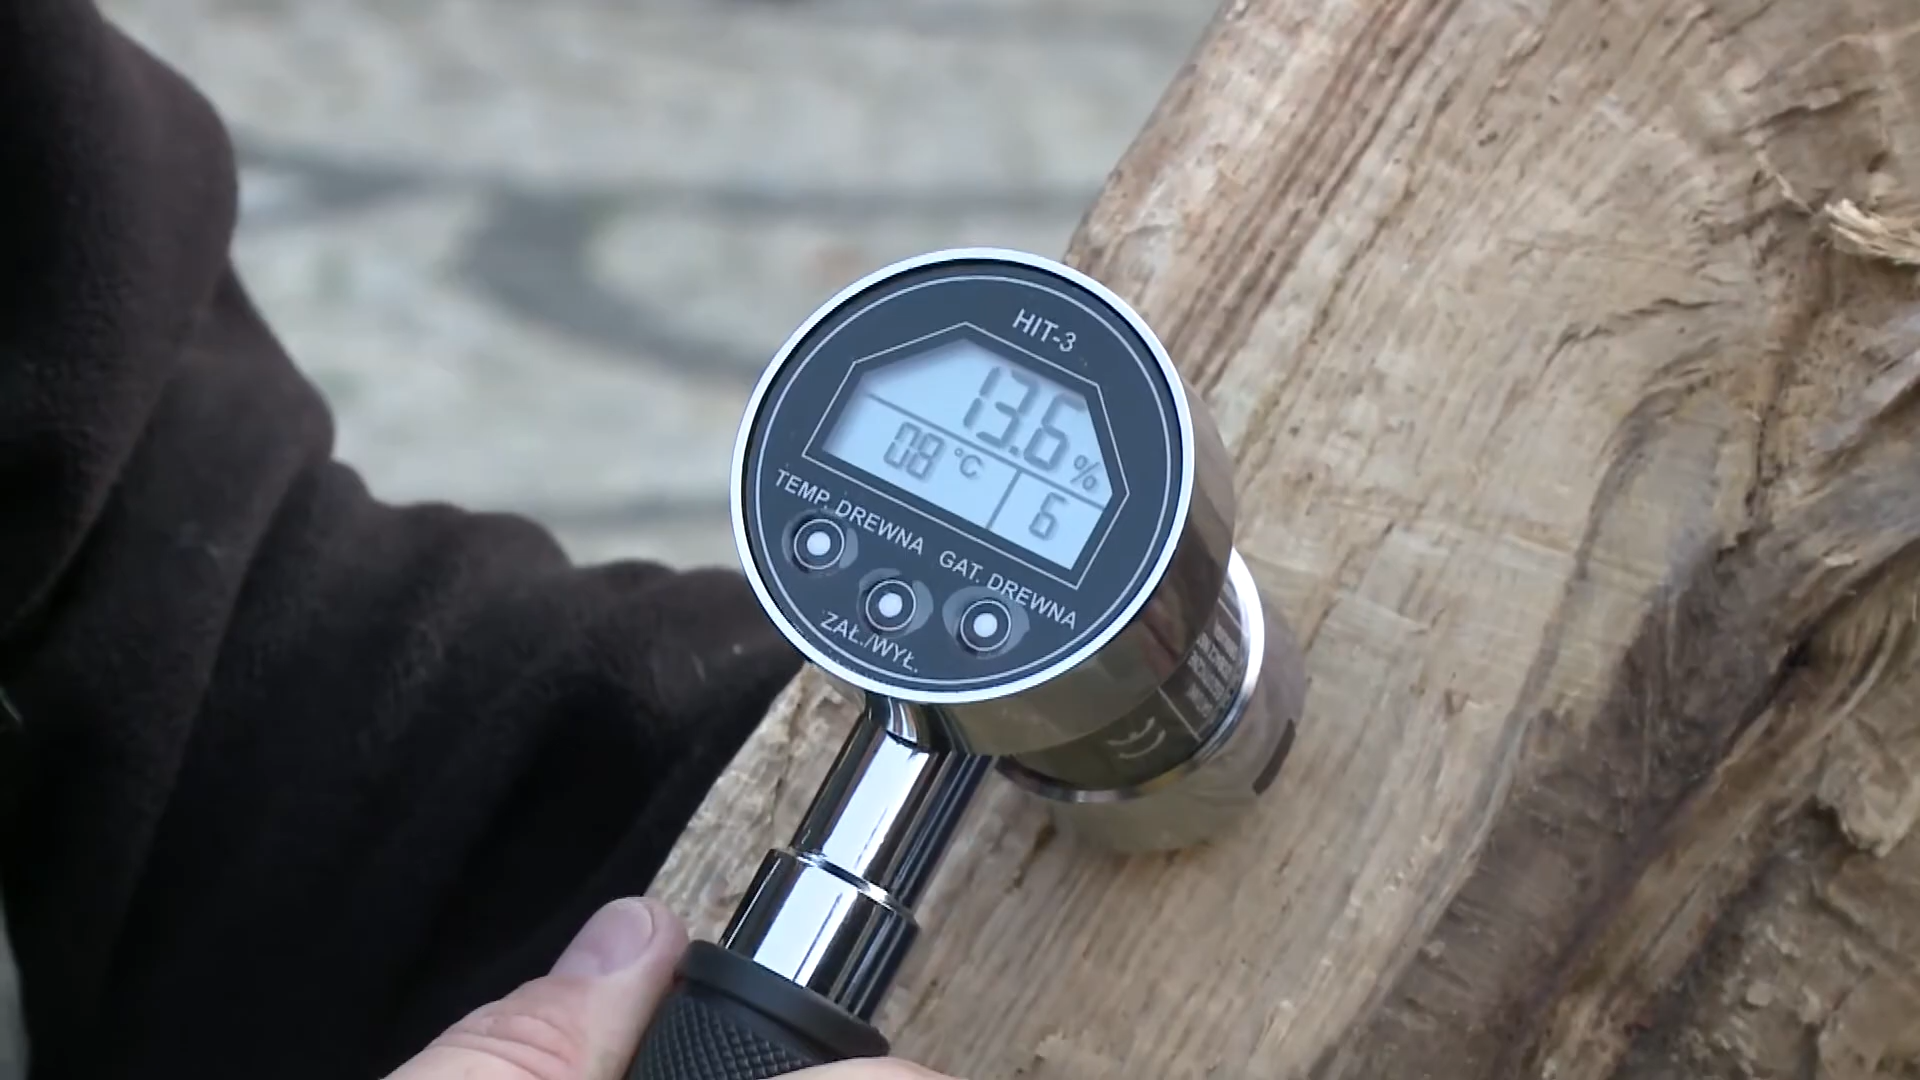 HIT-3
13.6 %
08 °C 6
TEMP. DREWNA
GAT. DREWNA
ZAŁ./WYŁ.